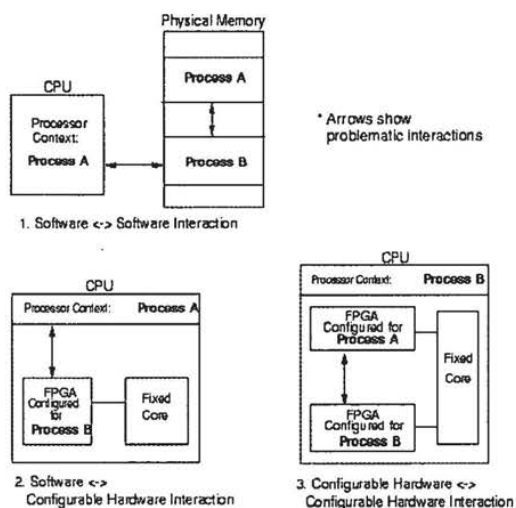 Physical Memory
Process A
Process B
CPU
Processor
Context:
Process A
* Arrows show
problematic interactions
1. Software <-> Software Interaction
CPU
Processor Context: Process A
FPGA
Configured
for
Process B
Fixed
Core
2. Software <->
Configurable Hardware Interaction
CPU
Processor Context: Process B
FPGA
Configured for
Process A
FPGA
Configured for
Process B
Fixed
Core
3. Configurable Hardware <->
Configurable Hardware Interaction